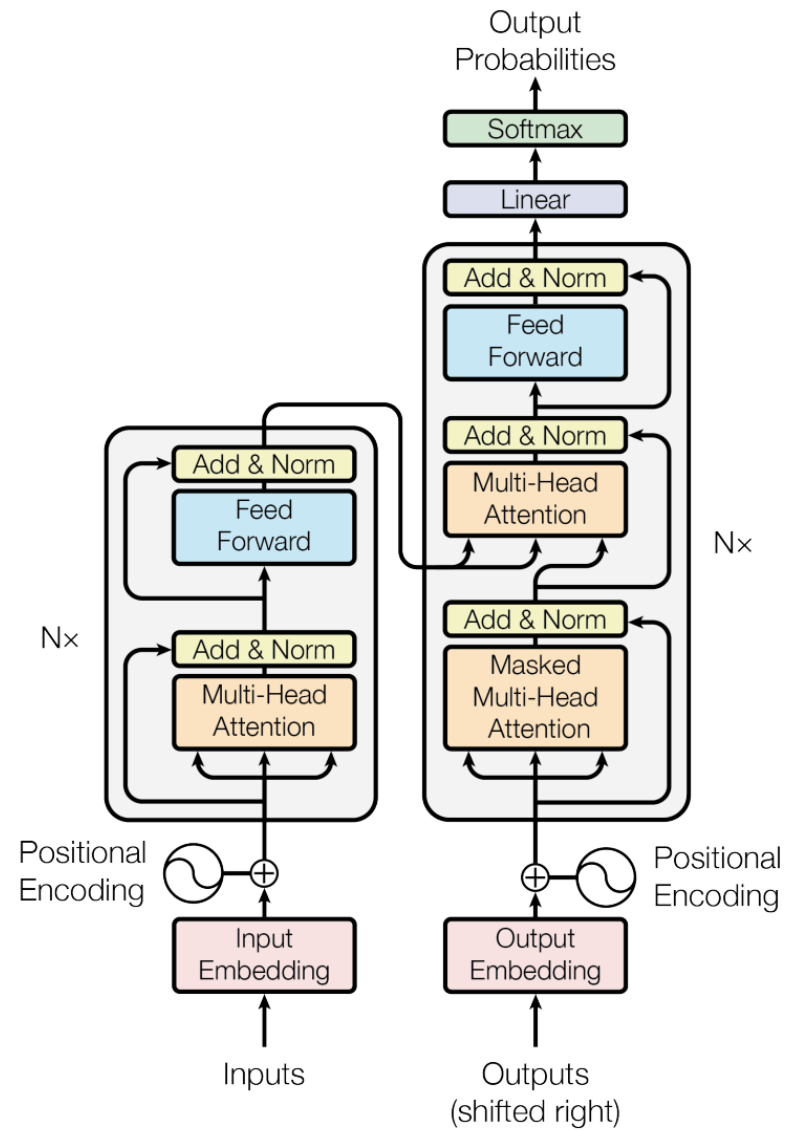 Output
Probabilities
Softmax
Linear
Add & Norm
Feed
Forward
Add & Norm
Multi-Head
Attention
Nx
Add & Norm
Masked
Multi-Head
Attention
Add & Norm
Feed
Forward
Nx
Add & Norm
Multi-Head
Attention
Positional
Encoding
Positional
Encoding
Input
Embedding
Output
Embedding
Inputs
Outputs
(shifted right)